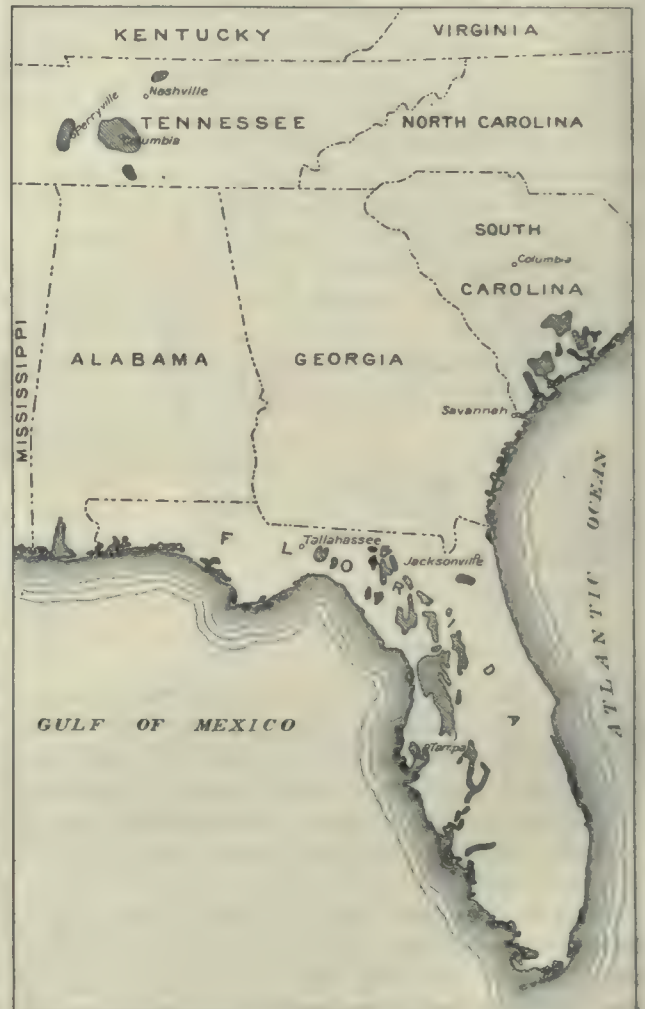 KENTUCKY
VIRGINIA
Nashville
Perryville
TENNESSEE
Columbia
NORTH CAROLINA
SOUTH
Columbia
CAROLINA
MISSISSIPPI
ALABAMA
GEORGIA
Savannah
ATLANTIC OCEAN
FLORIDA
Tallahassee
Jacksonville
GULF OF MEXICO
Tampa